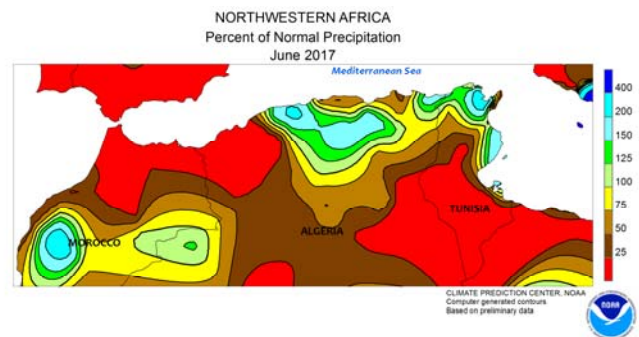 NORTHWESTERN AFRICA
Percent of Normal Precipitation
June 2017
Mediterranean Sea
400
200
150
125
100
75
50
25
TUNISIA
MOROCCO
ALGERIA
CLIMATE PREDICTION CENTER, NOAA
Computer generated contours
Based on preliminary data
NOAA